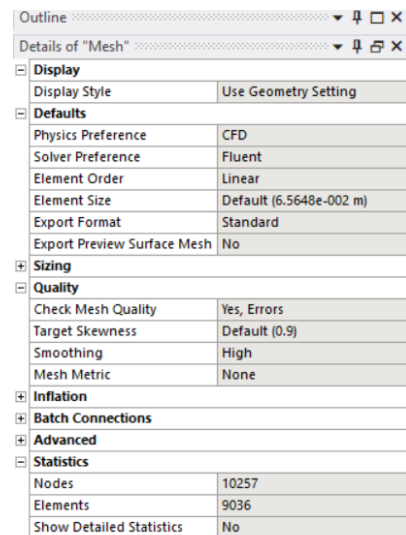 Outline
Details of "Mesh"
Display
Display Style Use Geometry Setting
Defaults
Physics Preference CFD
Solver Preference Fluent
Element Order Linear
Element Size Default (6.5648e-002 m)
Export Format Standard
Export Preview Surface Mesh No
Sizing
Quality
Check Mesh Quality Yes, Errors
Target Skewness Default (0.9)
Smoothing High
Mesh Metric None
Inflation
Batch Connections
Advanced
Statistics
Nodes 10257
Elements 9036
Show Detailed Statistics No